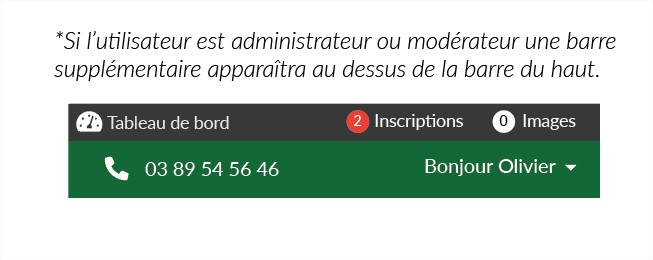 *Si l’utilisateur est administrateur ou modérateur une barre
supplémentaire apparaîtra au dessus de la barre du haut.
Tableau de bord 2 Inscriptions 0 Images
03 89 54 56 46 Bonjour Olivier